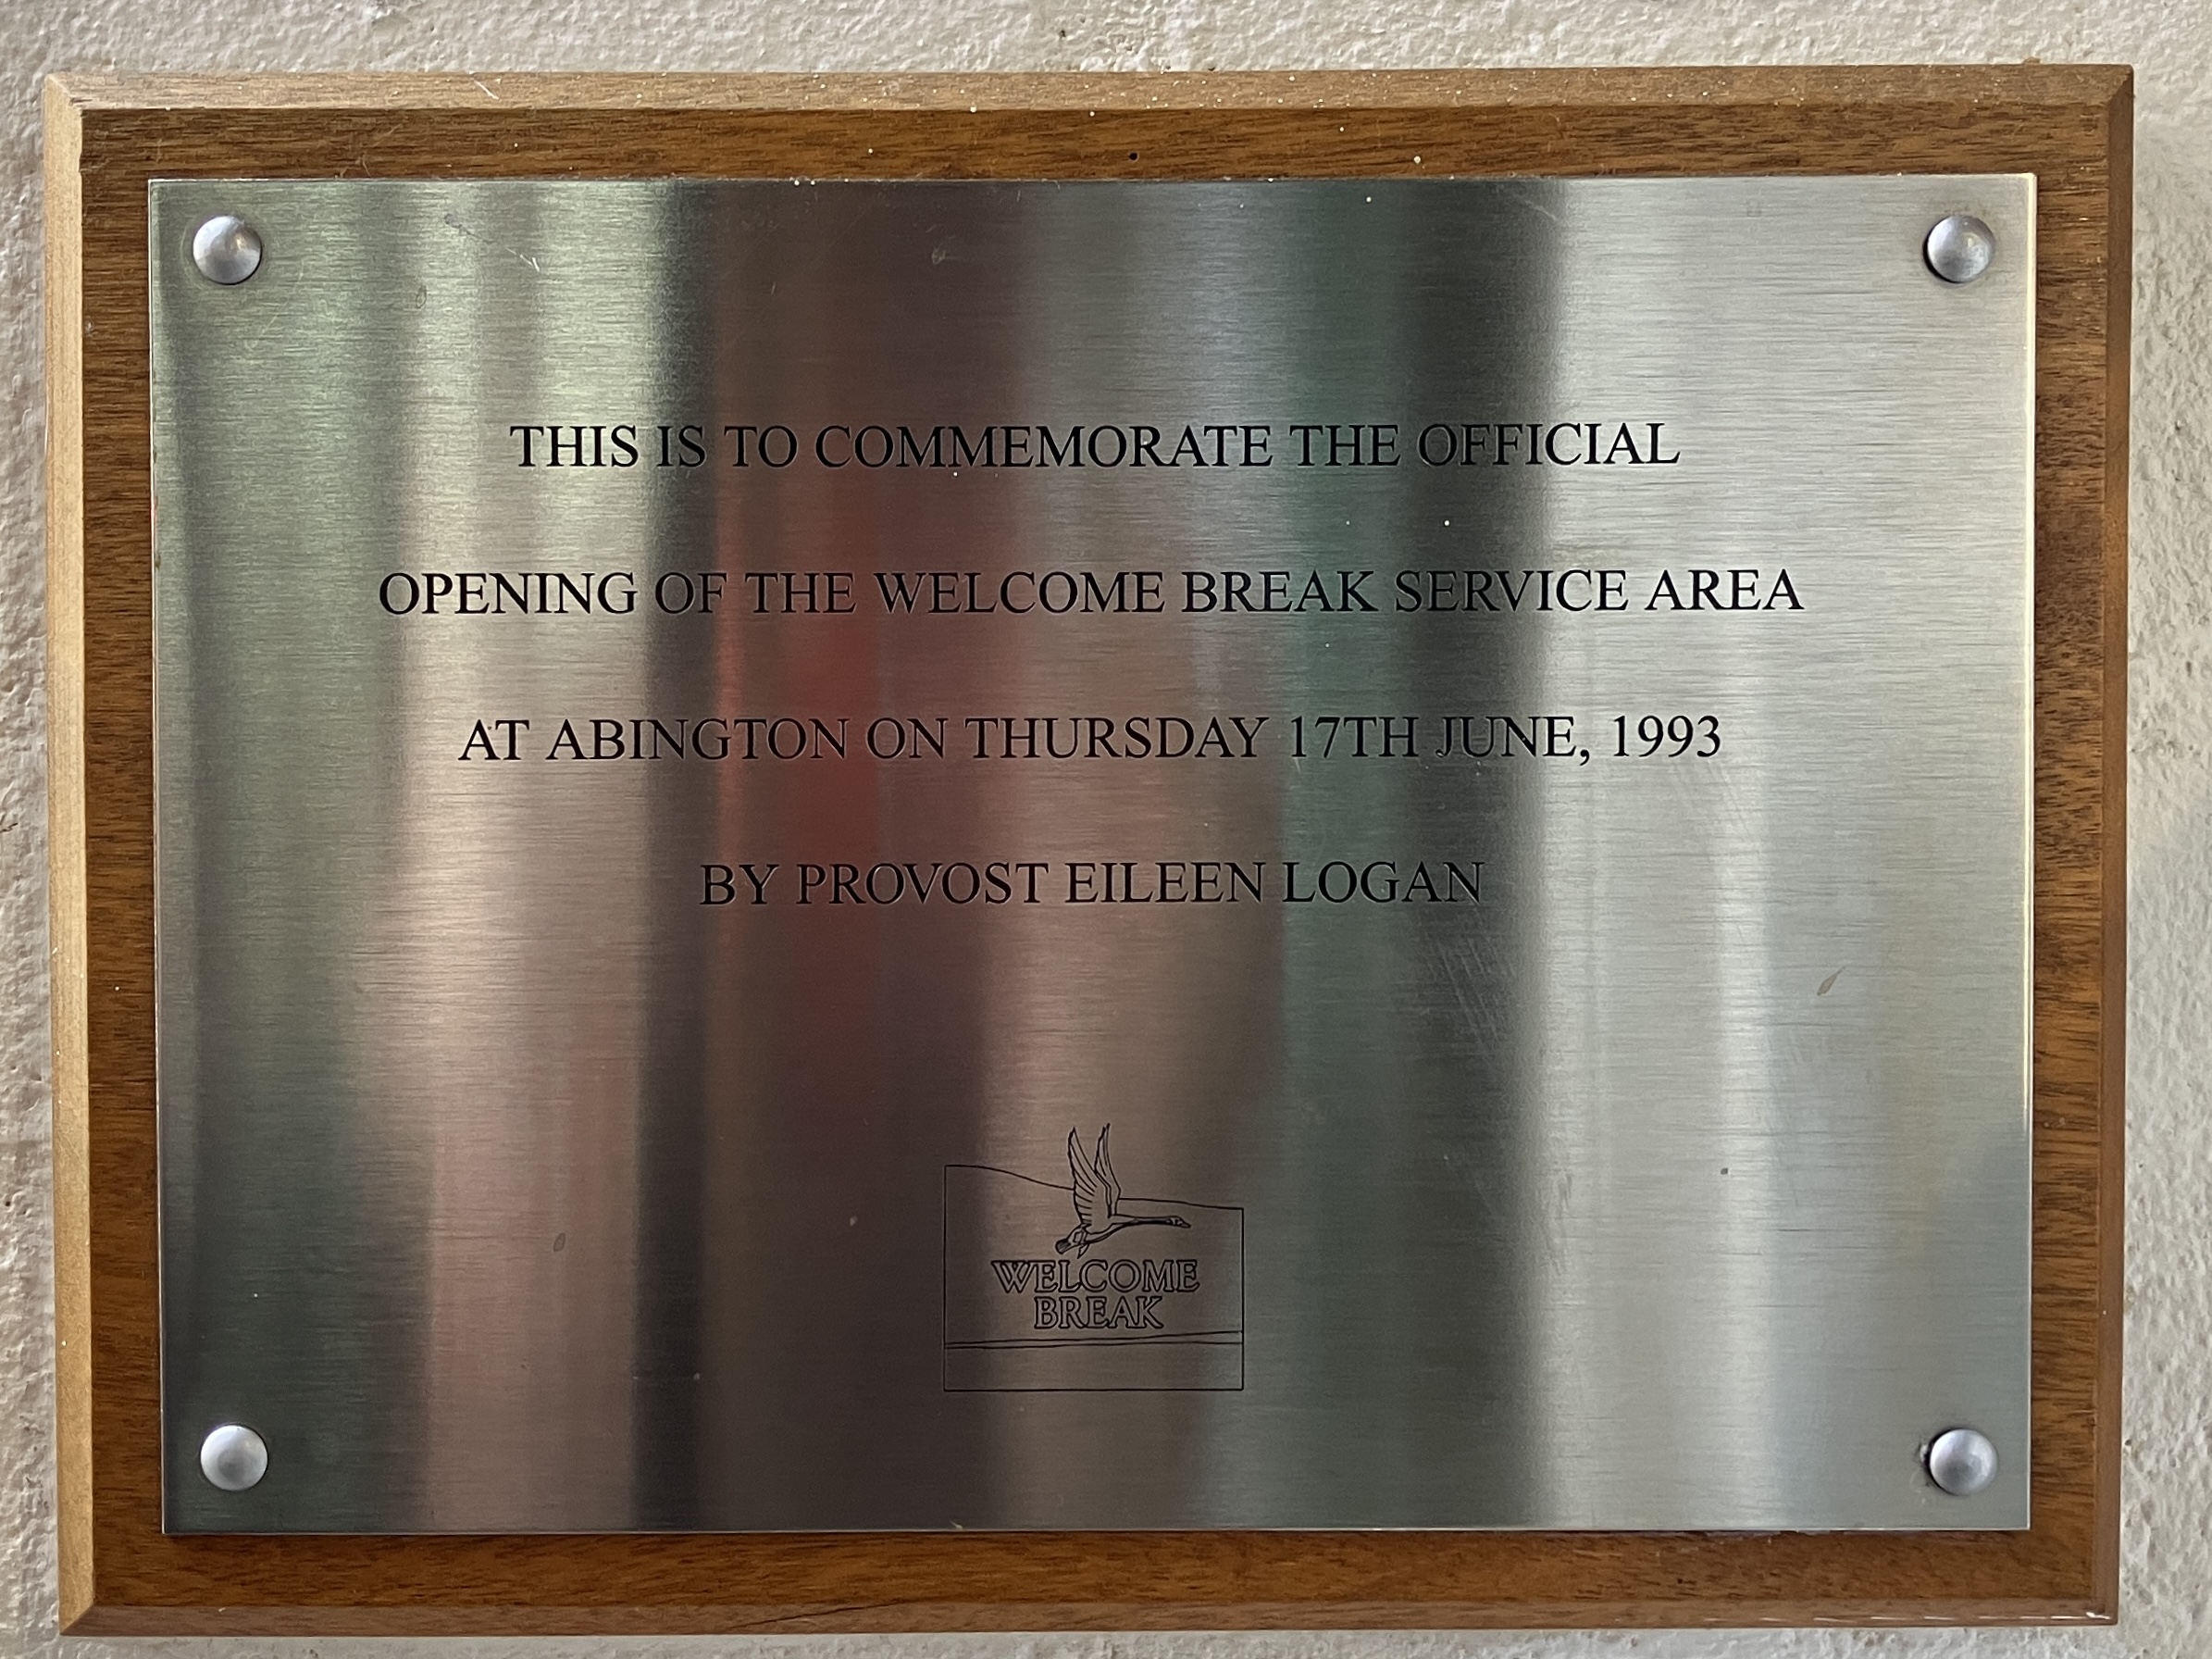 THIS IS TO COMMEMORATE THE OFFICIAL
OPENING OF THE WELCOME BREAK SERVICE AREA
AT ABINGTON ON THURSDAY 17TH JUNE, 1993
BY PROVOST EILEEN LOGAN
WELCOME
BREAK